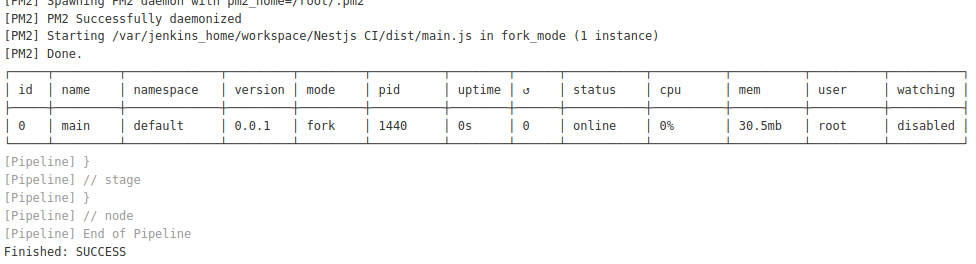 [PM2] Spawning PM2 daemon with pm2_home=/root/.pm2
[PM2] PM2 Successfully daemonized
[PM2] Starting /var/jenkins_home/workspace/Nestjs CI/dist/main.js in fork_mode (1 instance)
[PM2] Done.
│ id │ name │ namespace │ version │ mode │ pid │ uptime │ ↺ │ status │ cpu │ mem │ user │ watching │
│ 0 │ main │ default │ 0.0.1 │ fork │ 1440 │ 0s │ 0 │ online │ 0% │ 30.5mb │ root │ disabled │
[Pipeline] }
[Pipeline] // stage
[Pipeline] }
[Pipeline] // node
[Pipeline] End of Pipeline
Finished: SUCCESS